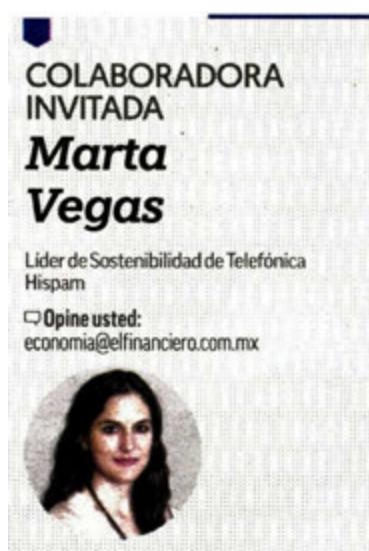 COLABORADORA
INVITADA
Marta
Vegas
Líder de Sostenibilidad de Telefónica
Hispam
Opine usted:
economia@elfinanciero.com.mx